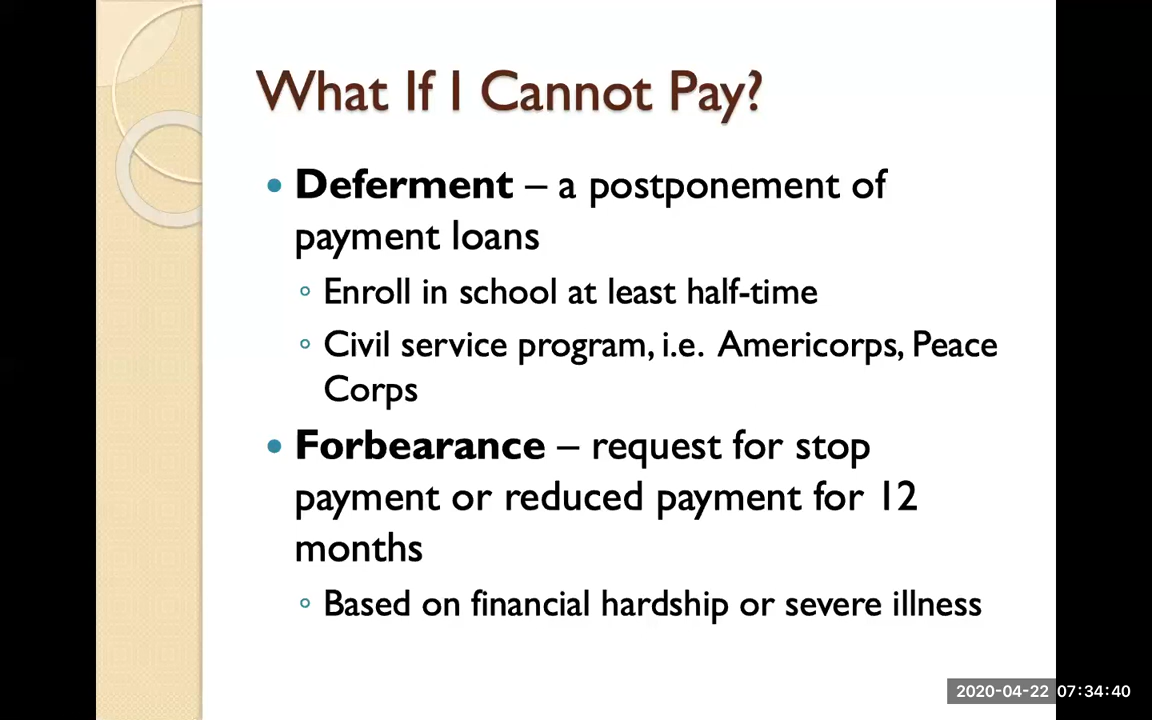 What If I Cannot Pay?
• Deferment – a postponement of
payment loans
◦ Enroll in school at least half-time
◦ Civil service program, i.e. Americorps, Peace
Corps
• Forbearance – request for stop
payment or reduced payment for 12
months
◦ Based on financial hardship or severe illness
2020-04-22 07:34:40